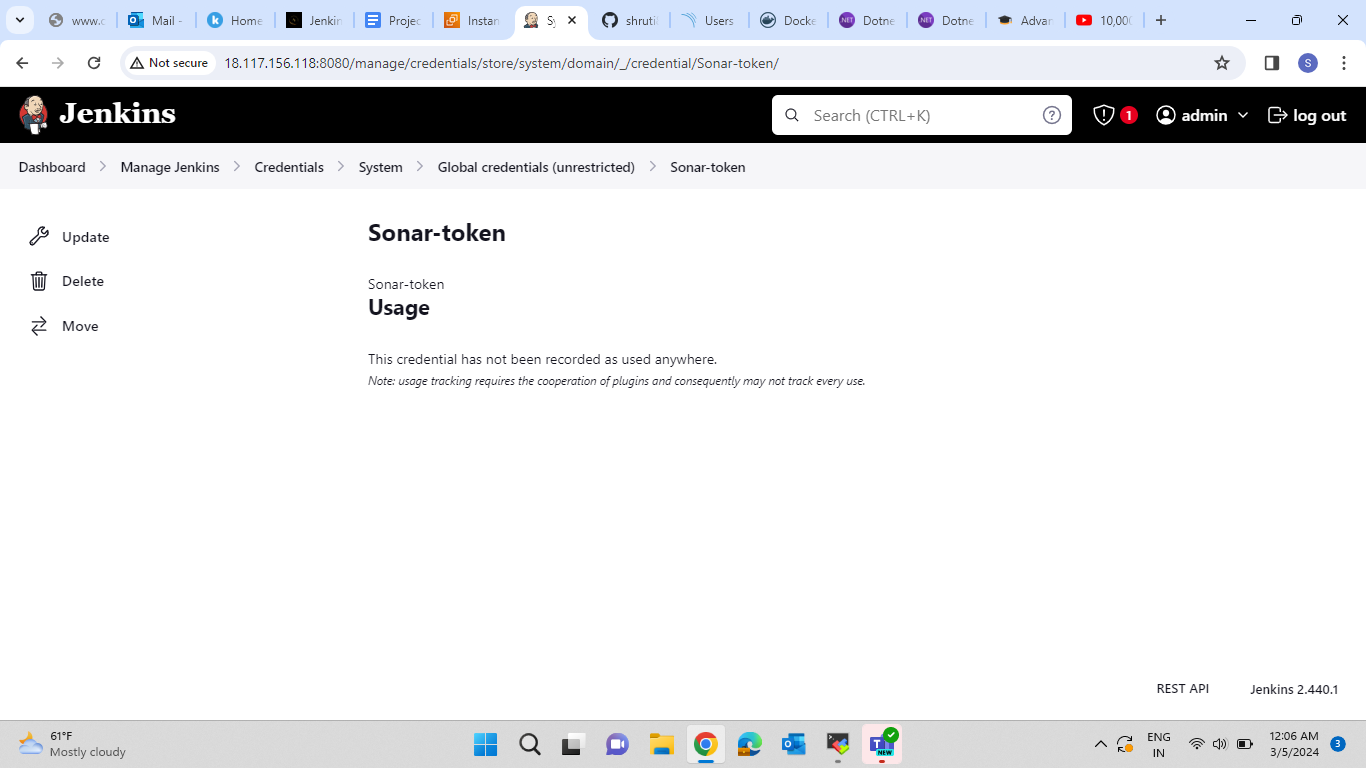 www.c
Mail -
Home
Jenkin
Projec
Instan
Sy
shruti
Users
Docke
Dotne
Dotne
Advan
10,000
Not secure
18.117.156.118:8080/manage/credentials/store/system/domain/_/credential/Sonar-token/
S
Jenkins
Search (CTRL+K)
1
admin
log out
Dashboard
Manage Jenkins
Credentials
System
Global credentials (unrestricted)
Sonar-token
Update
Delete
Move
Sonar-token
Sonar-token
Usage
This credential has not been recorded as used anywhere.
Note: usage tracking requires the cooperation of plugins and consequently may not track every use.
REST API
Jenkins 2.440.1
61°F
Mostly cloudy
NEW
ENG
IN
12:06 AM
3/5/2024
3